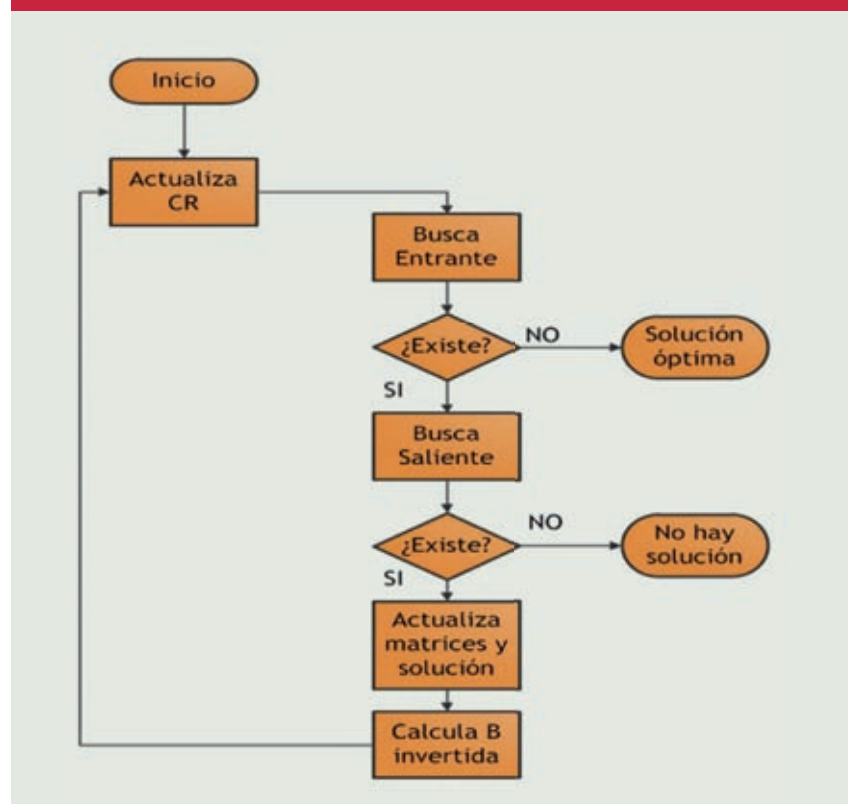 Inicio
Actualiza
CR
Busca
Entrante
¿Existe?
NO
Solución
óptima
SI
Busca
Saliente
¿Existe?
NO
No hay
solución
SI
Actualiza
matrices y
solución
Calcula B
invertida